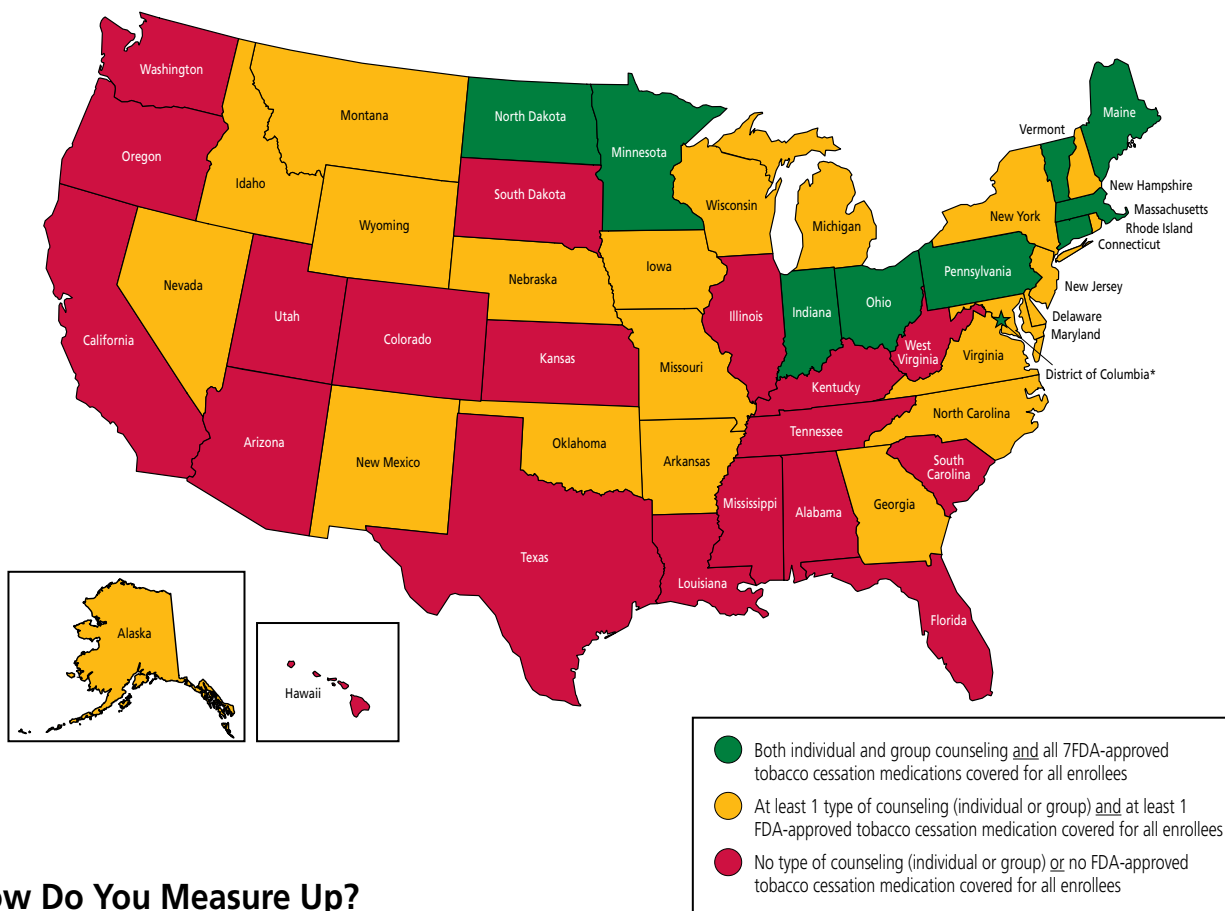 Washington
Oregon
California
Nevada
Idaho
Montana
Wyoming
Utah
Colorado
Arizona
New Mexico
North Dakota
South Dakota
Nebraska
Kansas
Oklahoma
Texas
Minnesota
Iowa
Missouri
Arkansas
Louisiana
Wisconsin
Illinois
Michigan
Indiana
Ohio
Kentucky
Tennessee
Mississippi
Alabama
Georgia
Florida
South
Carolina
North Carolina
Virginia
West
Virginia
Pennsylvania
New York
Vermont
Maine
New Hampshire
Massachusetts
Rhode Island
Connecticut
New Jersey
Delaware
Maryland
District of Columbia*
Alaska
Hawaii
Both individual and group counseling and all 7FDA-approved
tobacco cessation medications covered for all enrollees
At least 1 type of counseling (individual or group) and at least 1
FDA-approved tobacco cessation medication covered for all enrollees
No type of counseling (individual or group) or no FDA-approved
tobacco cessation medication covered for all enrollees
ow Do You Measure Up?